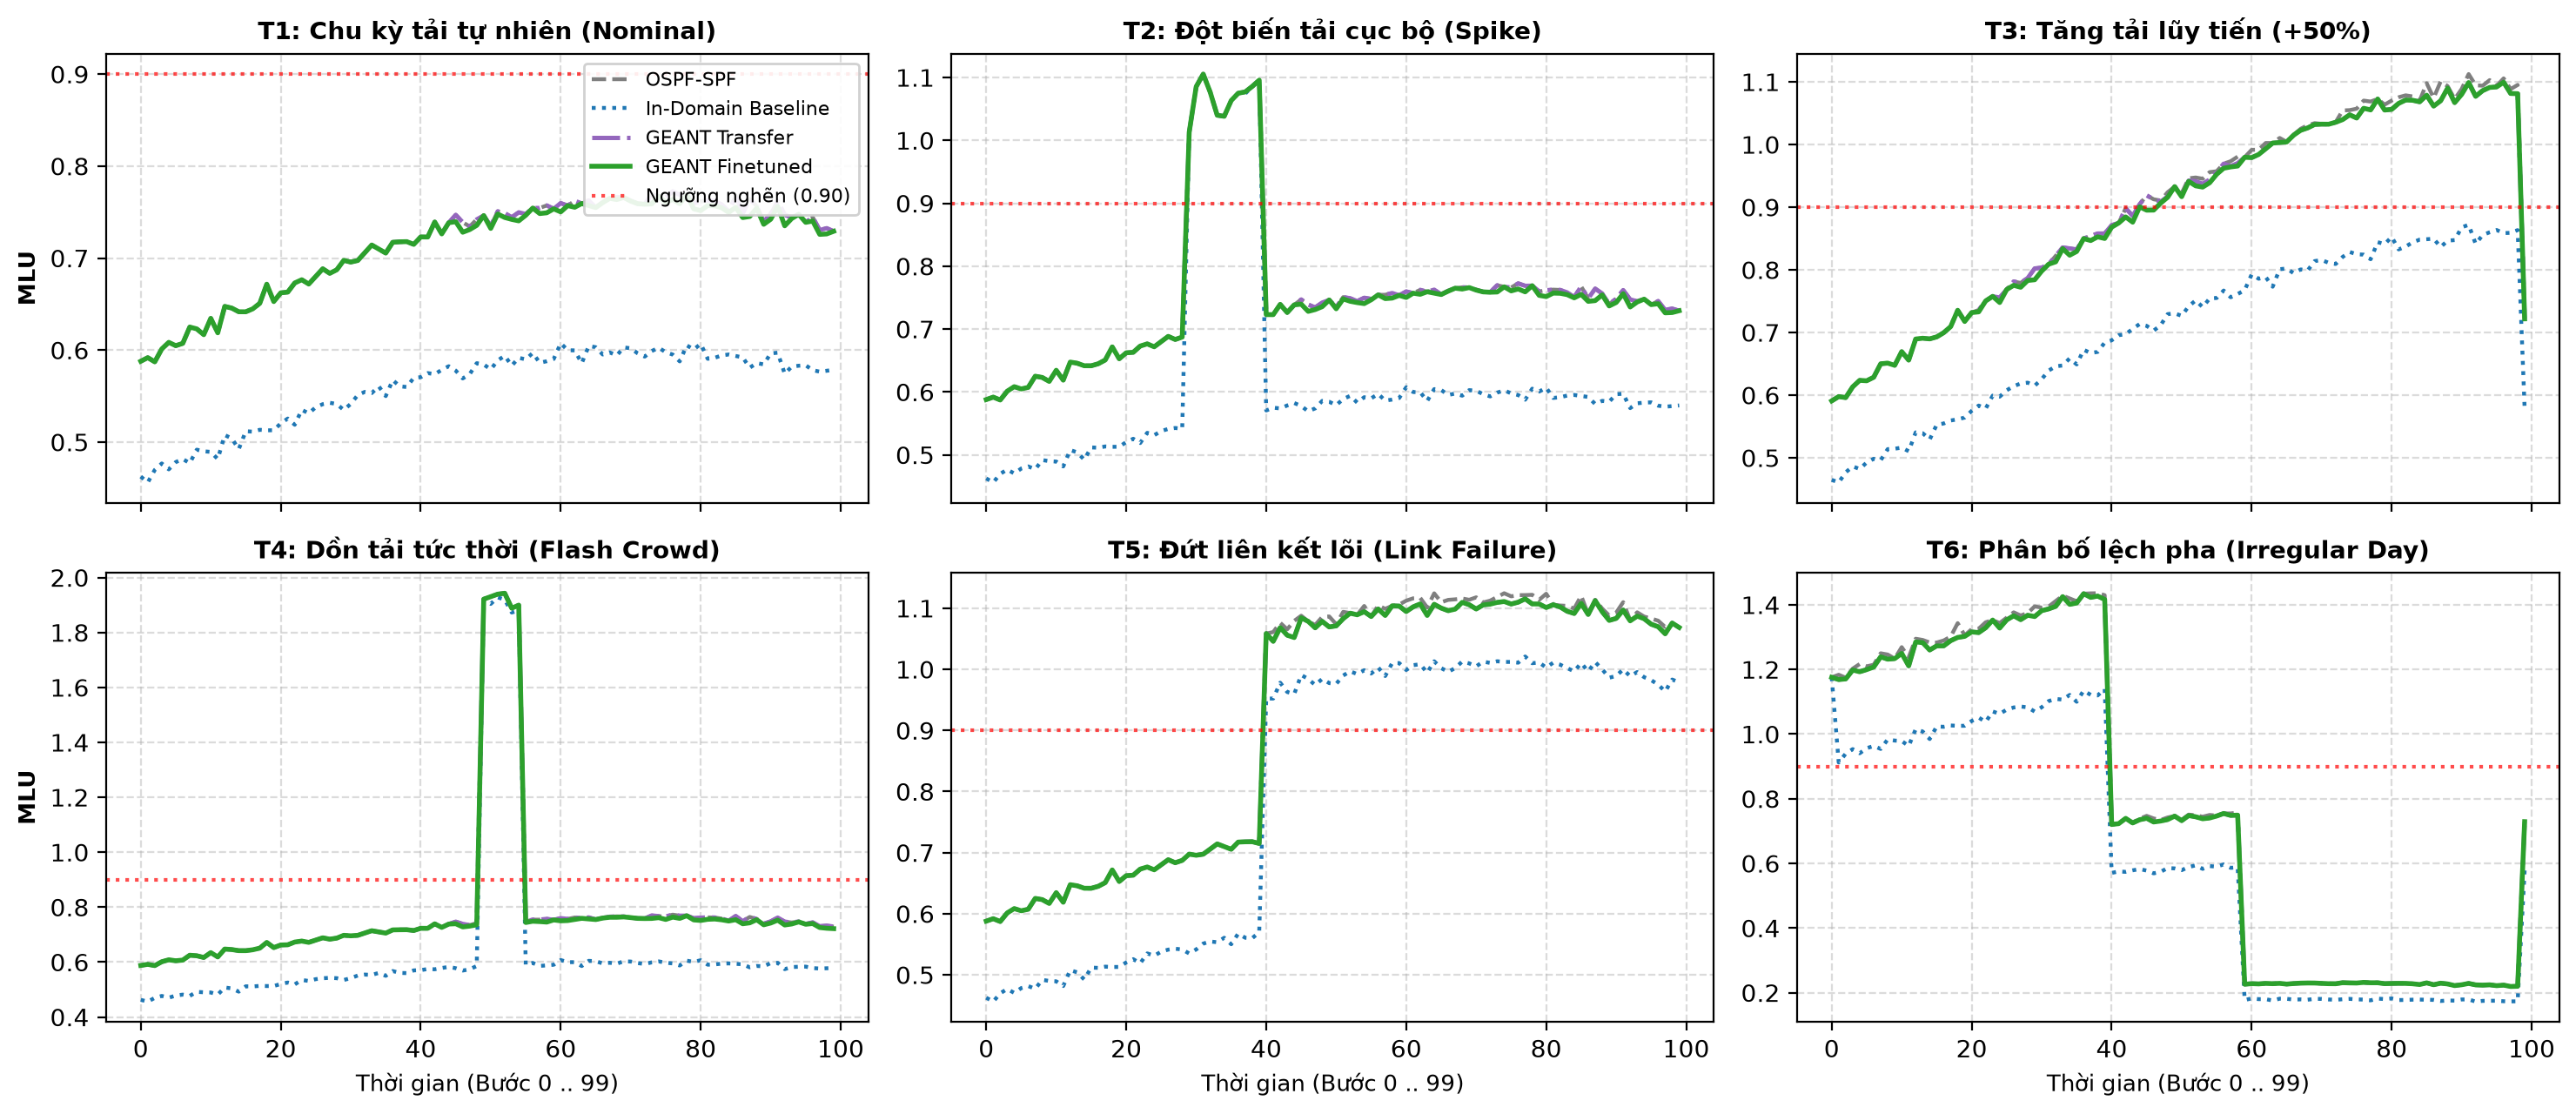 T1: Chu kỳ tải tự nhiên (Nominal)
MLU
0.9
0.8
0.7
0.6
0.5
OSPF-SPF
In-Domain Baseline
GEANT Transfer
GEANT Finetuned
Ngưỡng nghẽn (0.90)
T2: Đột biến tải cục bộ (Spike)
1.1
1.0
0.9
0.8
0.7
0.6
0.5
T3: Tăng tải lũy tiến (+50%)
1.1
1.0
0.9
0.8
0.7
0.6
0.5
T4: Dồn tải tức thời (Flash Crowd)
MLU
2.0
1.8
1.6
1.4
1.2
1.0
0.8
0.6
0.4
0 20 40 60 80 100
Thời gian (Bước 0 .. 99)
T5: Đứt liên kết lõi (Link Failure)
1.1
1.0
0.9
0.8
0.7
0.6
0.5
0 20 40 60 80 100
Thời gian (Bước 0 .. 99)
T6: Phân bố lệch pha (Irregular Day)
1.4
1.2
1.0
0.8
0.6
0.4
0.2
0 20 40 60 80 100
Thời gian (Bước 0 .. 99)